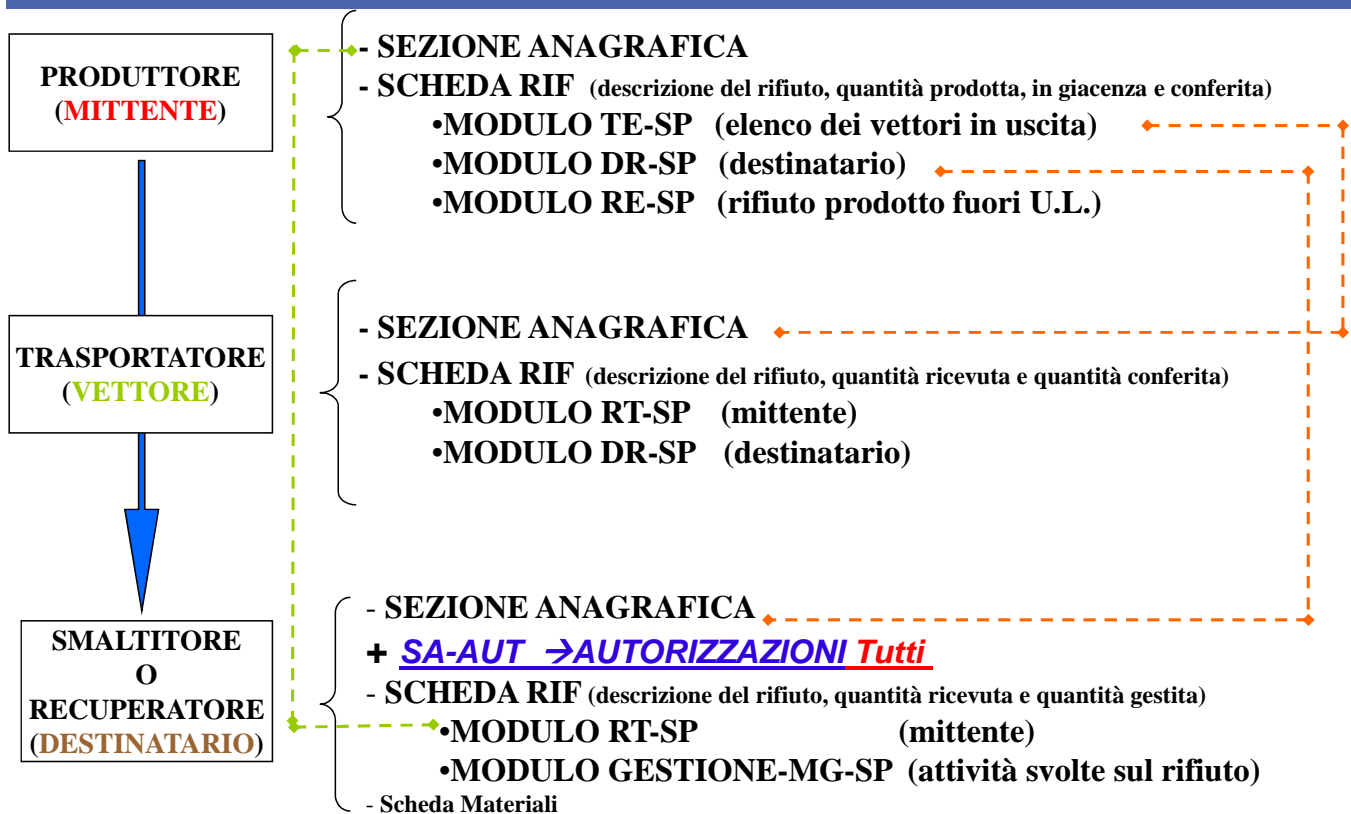 PRODUTTORE
(MITTENTE)
- SEZIONE ANAGRAFICA
- SCHEDA RIF (descrizione del rifiuto, quantità prodotta, in giacenza e conferita)
•MODULO TE-SP (elenco dei vettori in uscita)
•MODULO DR-SP (destinatario)
•MODULO RE-SP (rifiuto prodotto fuori U.L.)
TRASPORTATORE
(VETTORE)
- SEZIONE ANAGRAFICA
- SCHEDA RIF (descrizione del rifiuto, quantità ricevuta e quantità conferita)
•MODULO RT-SP (mittente)
•MODULO DR-SP (destinatario)
SMALTITORE
O
RECUPERATORE
(DESTINATARIO)
- SEZIONE ANAGRAFICA
+ SA-AUT →AUTORIZZAZIONI Tutti
- SCHEDA RIF (descrizione del rifiuto, quantità ricevuta e quantità gestita)
•MODULO RT-SP (mittente)
•MODULO GESTIONE-MG-SP (attività svolte sul rifiuto)
- Scheda Materiali